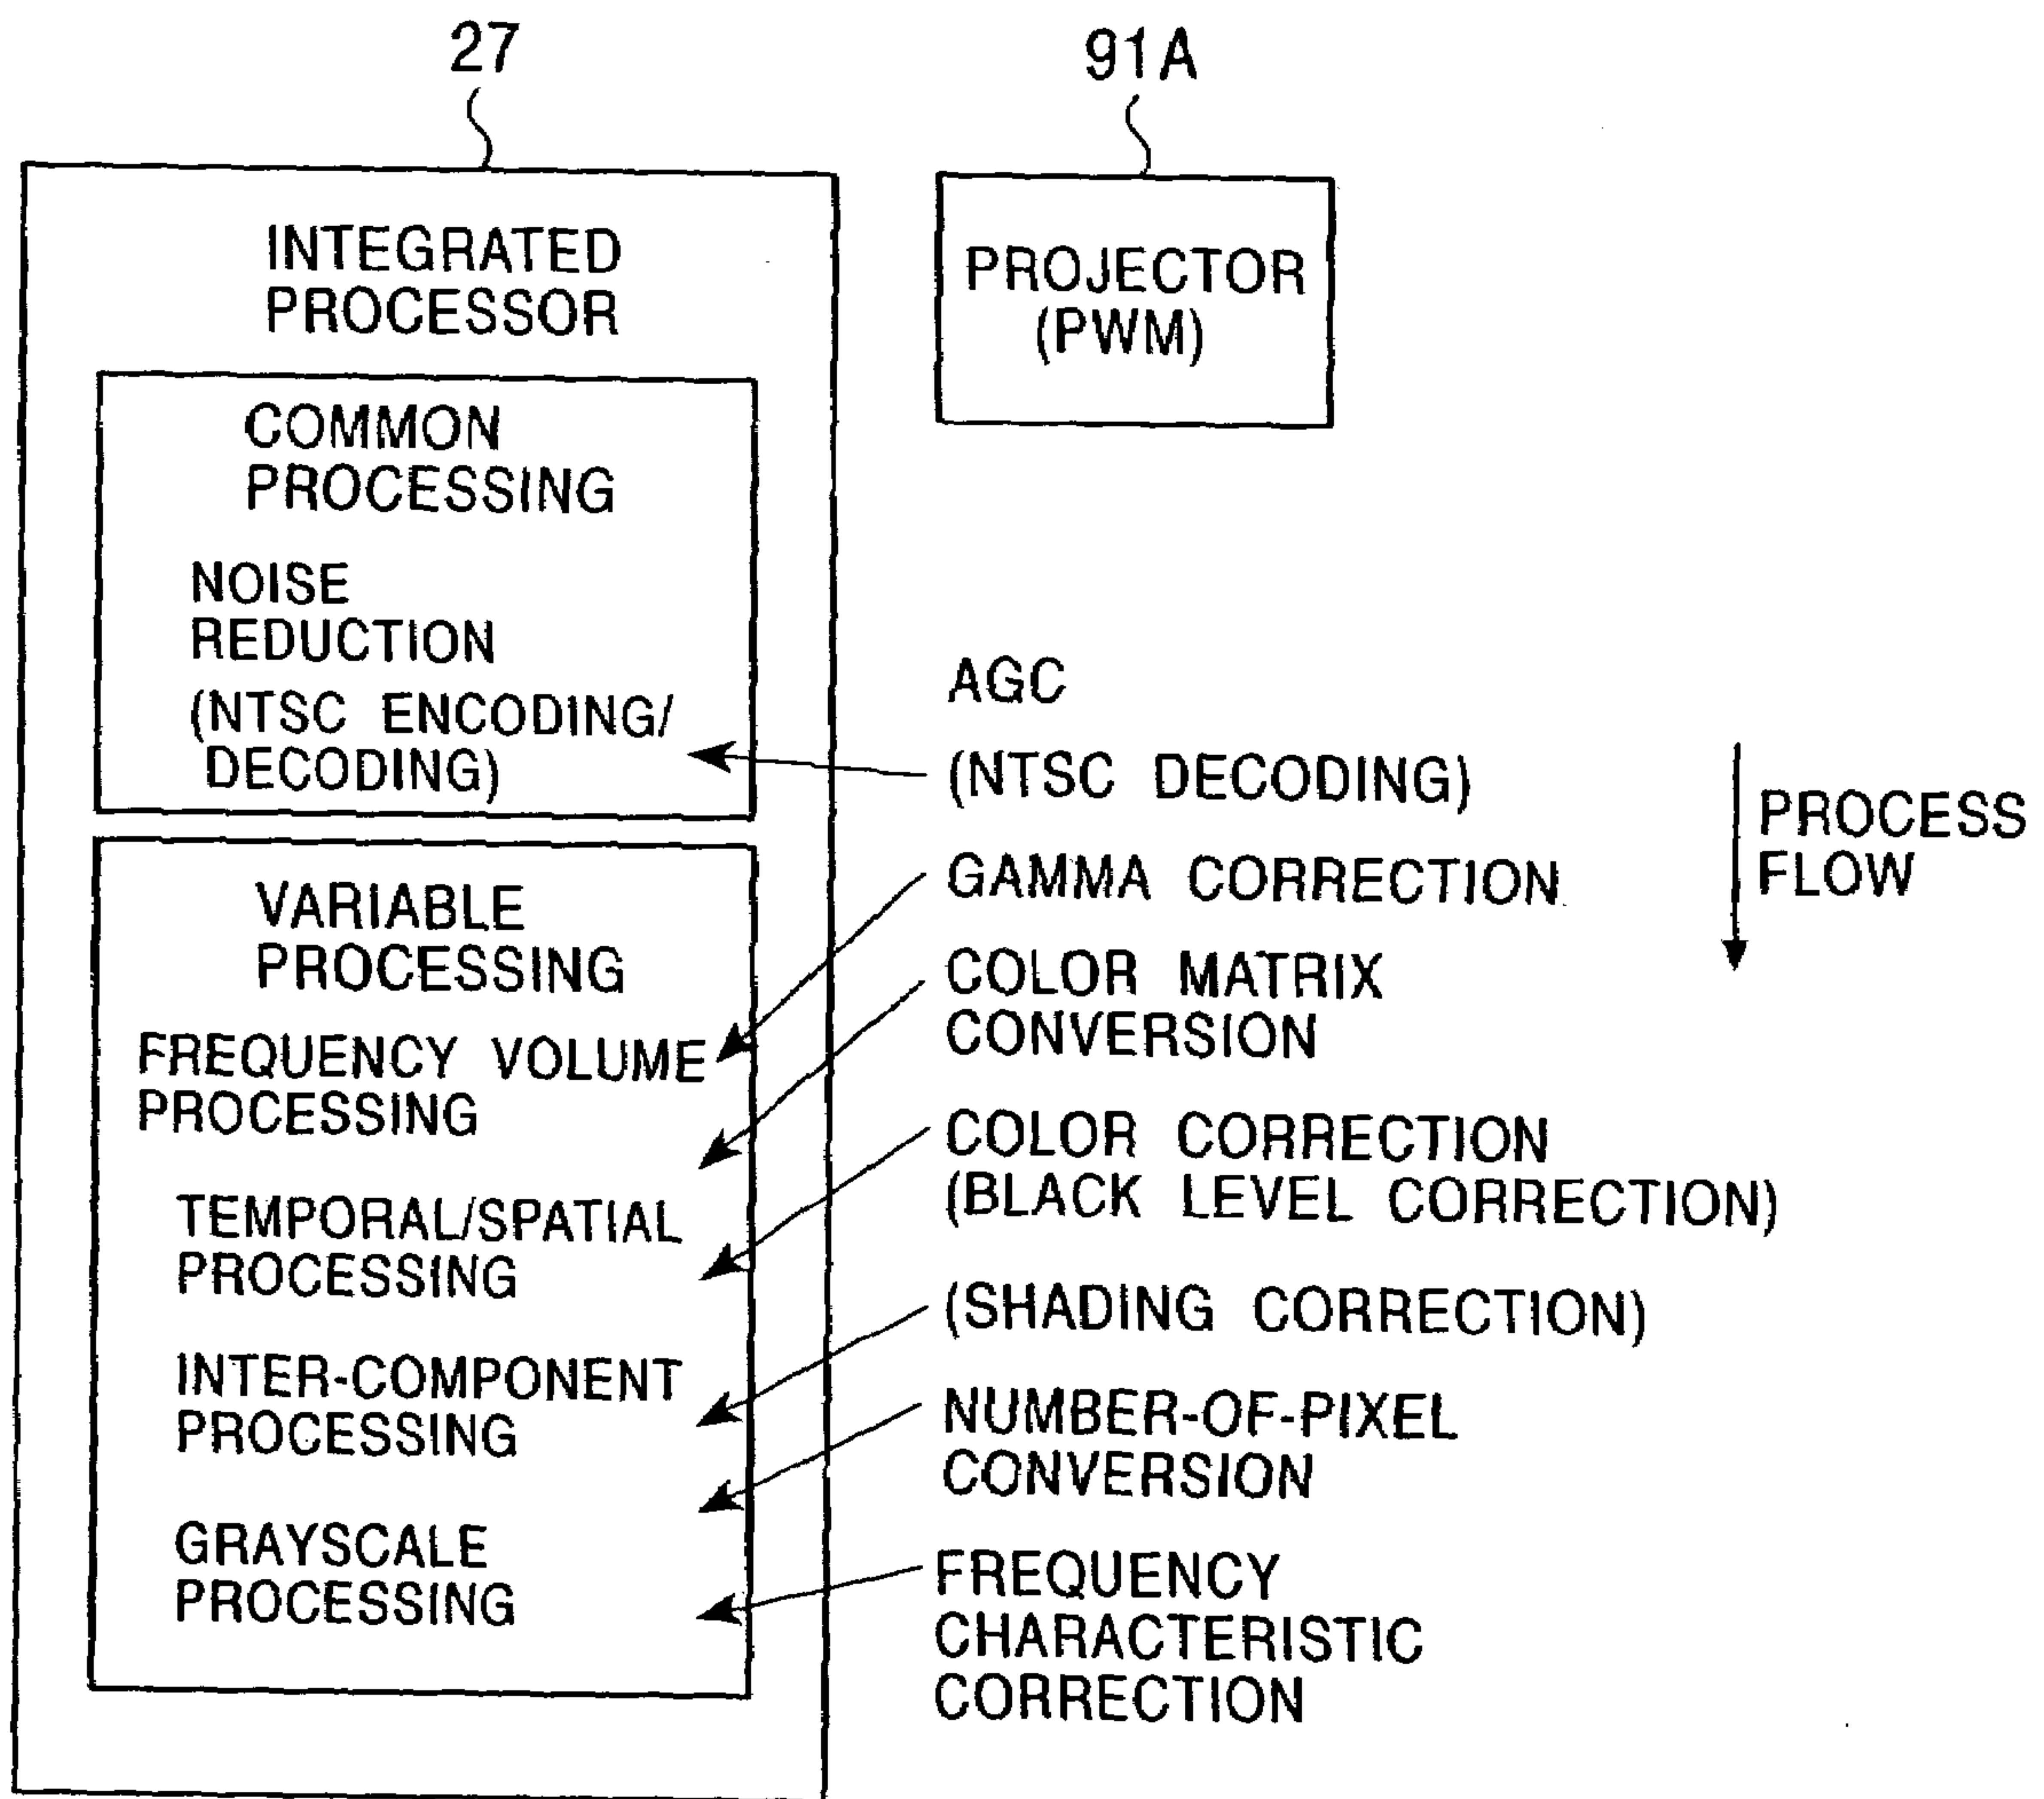 27
91A
INTEGRATED
PROCESSOR
COMMON
PROCESSING
NOISE
REDUCTION
(NTSC ENCODING/
DECODING)
VARIABLE
PROCESSING
FREQUENCY VOLUME
PROCESSING
TEMPORAL/SPATIAL
PROCESSING
INTER-COMPONENT
PROCESSING
GRAYSCALE
PROCESSING
PROJECTOR
(PWM)
AGC
(NTSC DECODING)
GAMMA CORRECTION
COLOR MATRIX
CONVERSION
COLOR CORRECTION
(BLACK LEVEL CORRECTION)
(SHADING CORRECTION)
NUMBER-OF-PIXEL
CONVERSION
FREQUENCY
CHARACTERISTIC
CORRECTION
PROCESS
FLOW